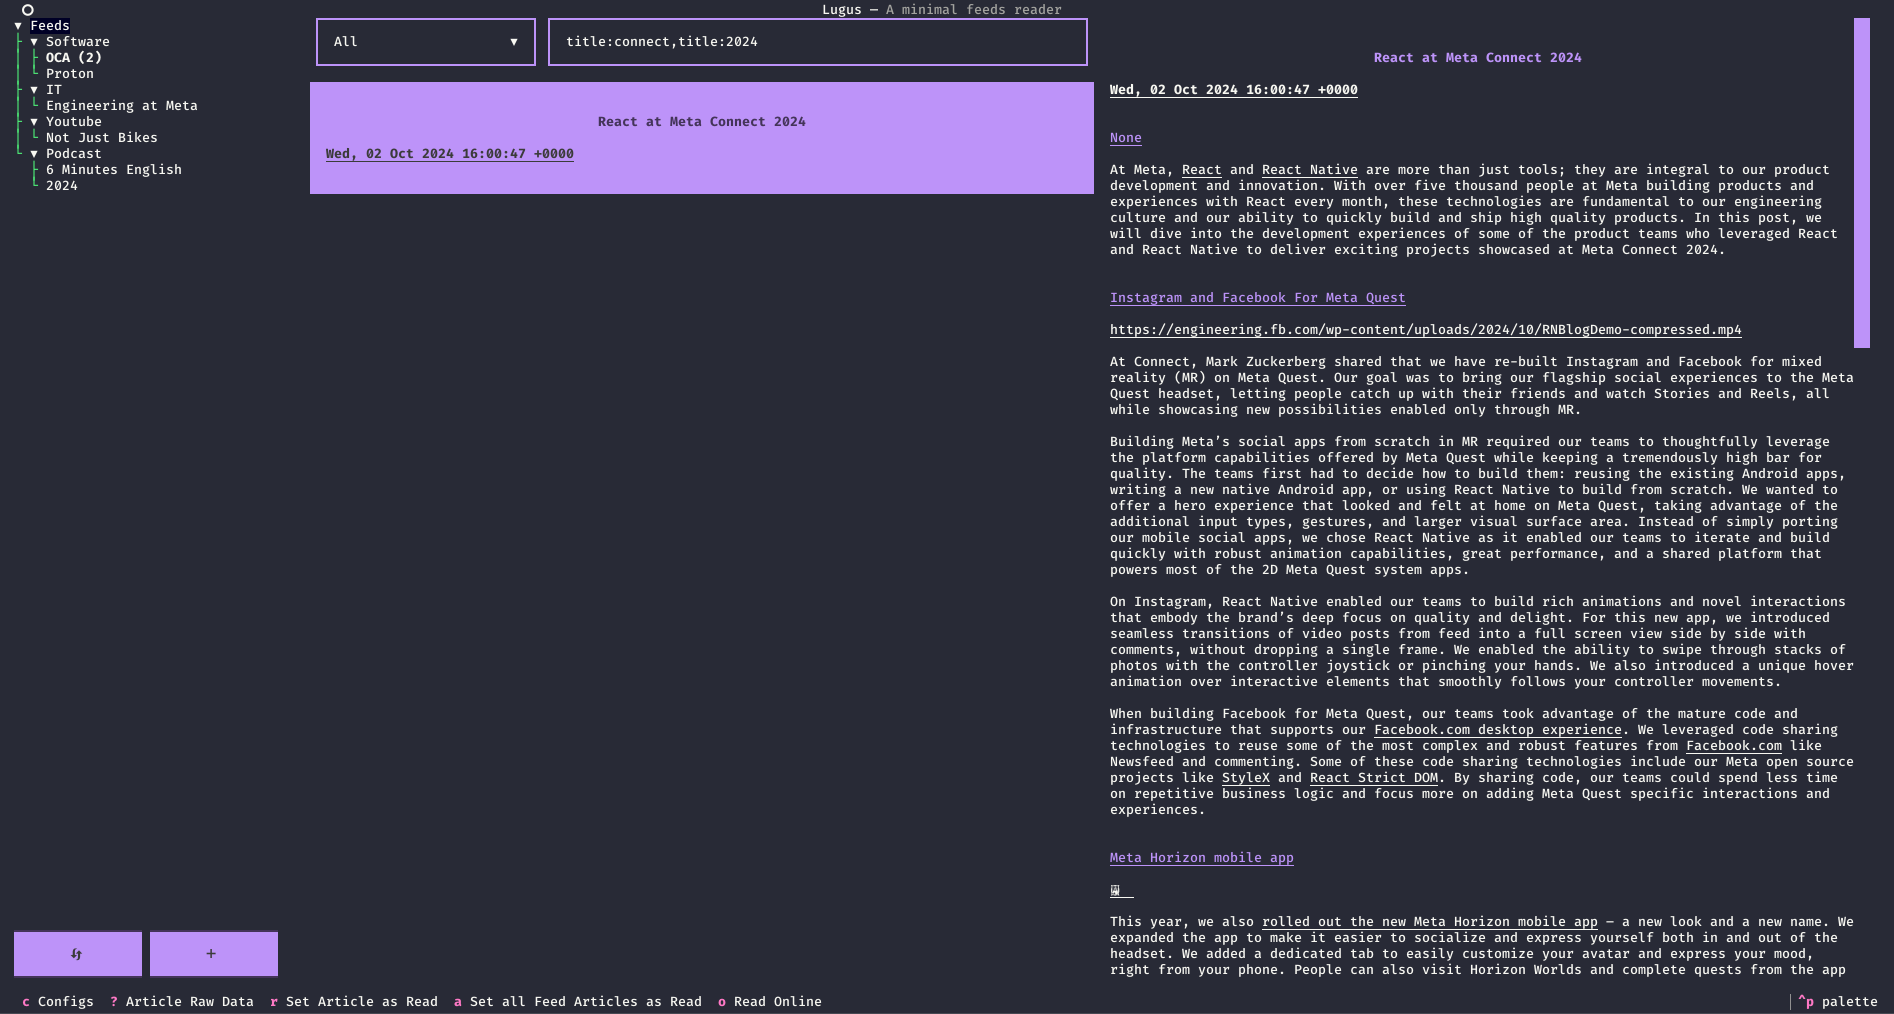 Lugus — A minimal feeds reader
▼ Feeds
▼ Software
OCA (2)
Proton
▼ IT
Engineering at Meta
▼ Youtube
Not Just Bikes
▼ Podcast
6 Minutes English
2024
All ▼
title:connect,title:2024
React at Meta Connect 2024
Wed, 02 Oct 2024 16:00:47 +0000
React at Meta Connect 2024
Wed, 02 Oct 2024 16:00:47 +0000
None
At Meta, React and React Native are more than just tools; they are integral to our product
development and innovation. With over five thousand people at Meta building products and
experiences with React every month, these technologies are fundamental to our engineering
culture and our ability to quickly build and ship high quality products. In this post, we
will dive into the development experiences of some of the product teams who leveraged React
and React Native to deliver exciting projects showcased at Meta Connect 2024.
Instagram and Facebook For Meta Quest
https://engineering.fb.com/wp-content/uploads/2024/10/RNBlogDemo-compressed.mp4
At Connect, Mark Zuckerberg shared that we have re-built Instagram and Facebook for mixed
reality (MR) on Meta Quest. Our goal was to bring our flagship social experiences to the Meta
Quest headset, letting people catch up with their friends and watch Stories and Reels, all
while showcasing new possibilities enabled only through MR.
Building Meta’s social apps from scratch in MR required our teams to thoughtfully leverage
the platform capabilities offered by Meta Quest while keeping a tremendously high bar for
quality. The teams first had to decide how to build them: reusing the existing Android apps,
writing a new native Android app, or using React Native to build from scratch. We wanted to
offer a hero experience that looked and felt at home on Meta Quest, taking advantage of the
additional input types, gestures, and larger visual surface area. Instead of simply porting
our mobile social apps, we chose React Native as it enabled our teams to iterate and build
quickly with robust animation capabilities, great performance, and a shared platform that
powers most of the 2D Meta Quest system apps.
On Instagram, React Native enabled our teams to build rich animations and novel interactions
that embody the brand’s deep focus on quality and delight. For this new app, we introduced
seamless transitions of video posts from feed into a full screen view side by side with
comments, without dropping a single frame. We enabled the ability to swipe through stacks of
photos with the controller joystick or pinching your hands. We also introduced a unique hover
animation over interactive elements that smoothly follows your controller movements.
When building Facebook for Meta Quest, our teams took advantage of the mature code and
infrastructure that supports our Facebook.com desktop experience. We leveraged code sharing
technologies to reuse some of the most complex and robust features from Facebook.com like
Newsfeed and commenting. Some of these code sharing technologies include our Meta open source
projects like StyleX and React Strict DOM. By sharing code, our teams could spend less time
on repetitive business logic and focus more on adding Meta Quest specific interactions and
experiences.
Meta Horizon mobile app
This year, we also rolled out the new Meta Horizon mobile app – a new look and a new name. We
expanded the app to make it easier to socialize and express yourself both in and out of the
headset. We added a dedicated tab to easily customize your avatar and express your mood,
right from your phone. People can also visit Horizon Worlds and complete quests from the app
+
c Configs ? Article Raw Data r Set Article as Read a Set all Feed Articles as Read o Read Online
^p palette